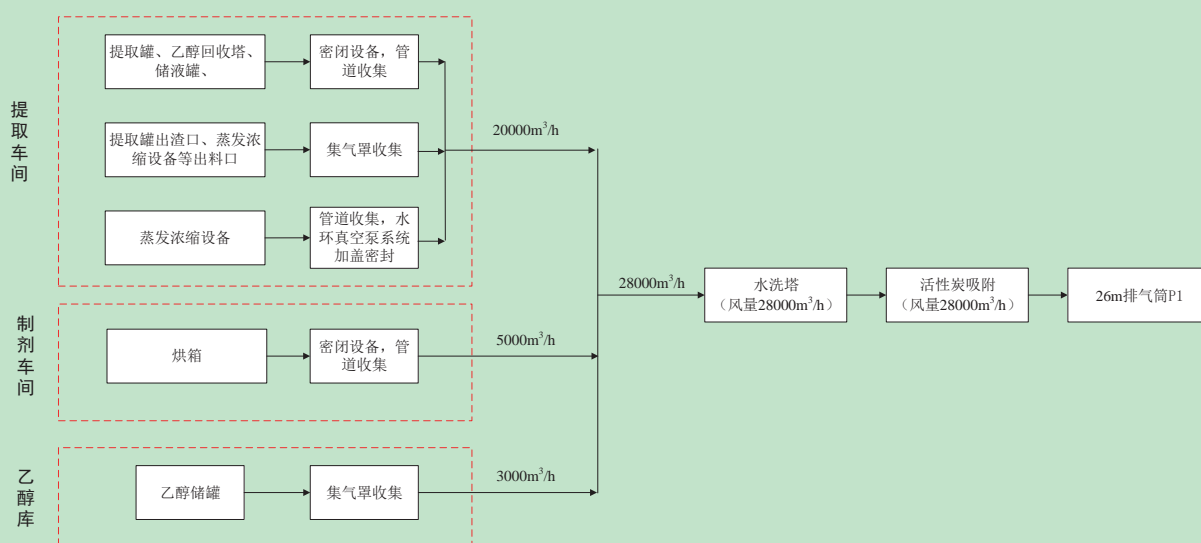 提取车间
提取罐、乙醇回收塔、
储液罐、
密闭设备，管
道收集
提取罐出渣口、蒸发浓
缩设备等出料口
集气罩收集
蒸发浓缩设备
管道收集，水
环真空泵系统
加盖密封
20000m³/h
制剂车间
烘箱
密闭设备，管
道收集
5000m³/h
乙醇库
乙醇储罐
集气罩收集
3000m³/h
28000m³/h
水洗塔
（风量28000m³/h）
活性炭吸附
（风量28000m³/h）
26m排气筒P1